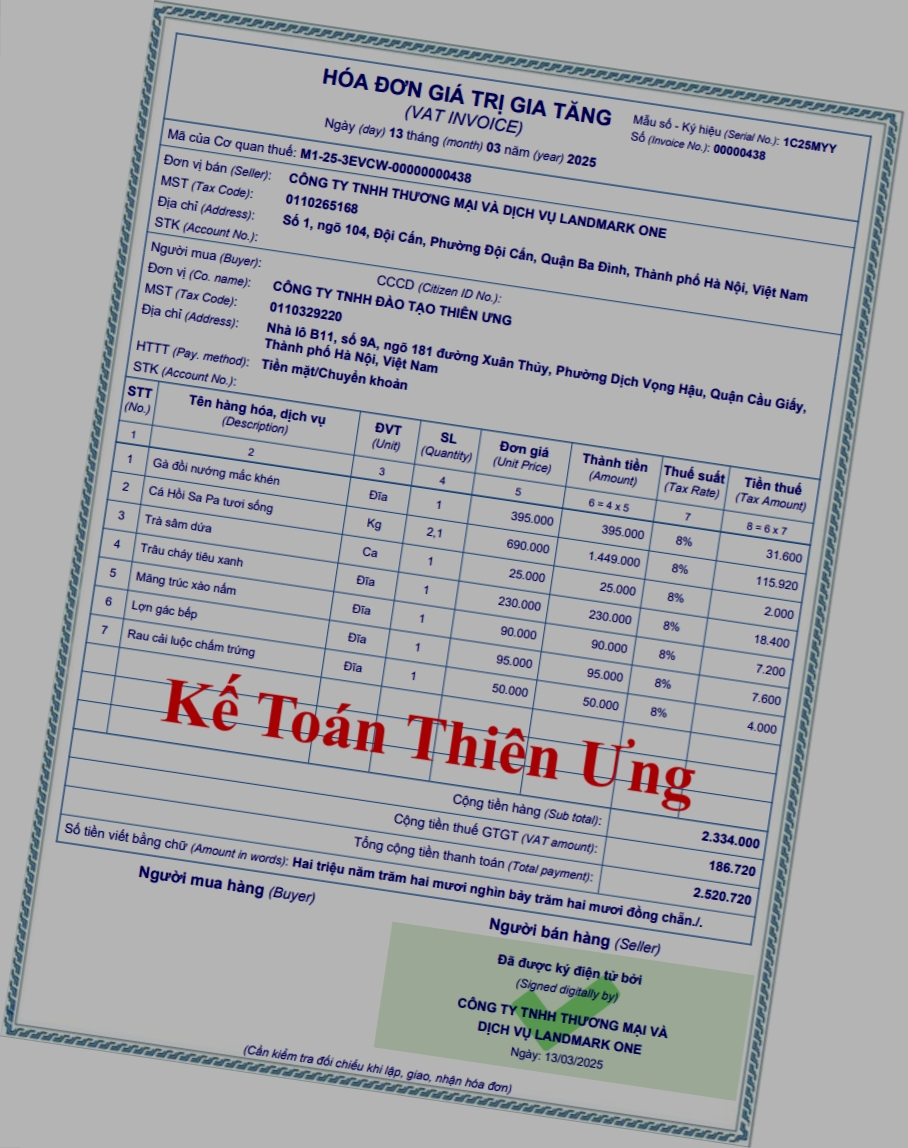 HÓA ĐƠN GIÁ TRỊ GIA TĂNG
(VAT INVOICE)
Ngày (day) 13 tháng (month) 03 năm (year) 2025
Mẫu số - Ký hiệu (Serial No.): 1C25MYY
Số (Invoice No.): 00000438
Mã của Cơ quan thuế: M1-25-3EVCW-00000000438
Đơn vị bán (Seller): CÔNG TY TNHH THƯƠNG MẠI VÀ DỊCH VỤ LANDMARK ONE
MST (Tax Code): 0110265168
Địa chỉ (Address): Số 1, ngõ 104, Đội Cấn, Phường Đội Cấn, Quận Ba Đình, Thành phố Hà Nội, Việt Nam
STK (Account No.):
Người mua (Buyer): CCCD (Citizen ID No.):
Đơn vị (Co. name): CÔNG TY TNHH ĐÀO TẠO THIÊN ƯNG
MST (Tax Code): 0110329220
Địa chỉ (Address): Nhà lô B11, số 9A, ngõ 181 đường Xuân Thủy, Phường Dịch Vọng Hậu, Quận Cầu Giấy,
Thành phố Hà Nội, Việt Nam
HTTT (Pay. method): Tiền mặt/Chuyển khoản
STK (Account No.):
STT Tên hàng hóa, dịch vụ ĐVT SL Đơn giá Thành tiền Thuế suất Tiền thuế
(No.) (Description) (Unit) (Quantity) (Unit Price) (Amount) (Tax Rate) (Tax Amount)
1 2 3 4 5 6 = 4 x 5 7 8 = 6 x 7
1 Gà đồi nướng mắc khén Đĩa 1 395.000 395.000 8% 31.600
2 Cá Hồi Sa Pa tươi sống Kg 2,1 690.000 1.449.000 8% 115.920
3 Trà sâm dứa Ca 1 25.000 25.000 8% 2.000
4 Trâu cháy tiêu xanh Đĩa 1 230.000 230.000 8% 18.400
5 Măng trúc xào nấm Đĩa 1 90.000 90.000 8% 7.200
6 Lợn gác bếp Đĩa 1 95.000 95.000 8% 7.600
7 Rau cải luộc chấm trứng Đĩa 1 50.000 50.000 8% 4.000
Kế Toán Thiên Ưng
Cộng tiền hàng (Sub total): 2.334.000
Cộng tiền thuế GTGT (VAT amount): 186.720
Tổng cộng tiền thanh toán (Total payment): 2.520.720
Số tiền viết bằng chữ (Amount in words): Hai triệu năm trăm hai mươi nghìn bảy trăm hai mươi đồng chẵn./.
Người mua hàng (Buyer)
Người bán hàng (Seller)
Đã được ký điện tử bởi
(Signed digitally by)
CÔNG TY TNHH THƯƠNG MẠI VÀ
DỊCH VỤ LANDMARK ONE
Ngày: 13/03/2025
(Cần kiểm tra đối chiếu khi lập, giao, nhận hóa đơn)